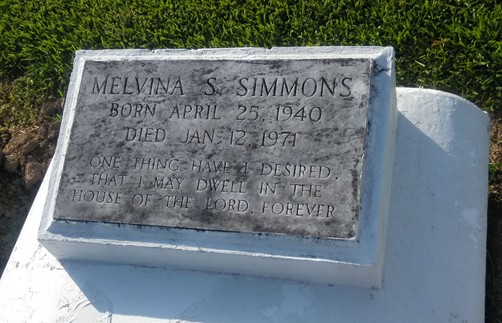 MELVINA S. SIMMONS
BORN APRIL 25, 1940
DIED JAN. 12, 1971
ONE THING HAVE I DESIRED,
THAT I MAY DWELL IN THE
HOUSE OF THE LORD FOREVER